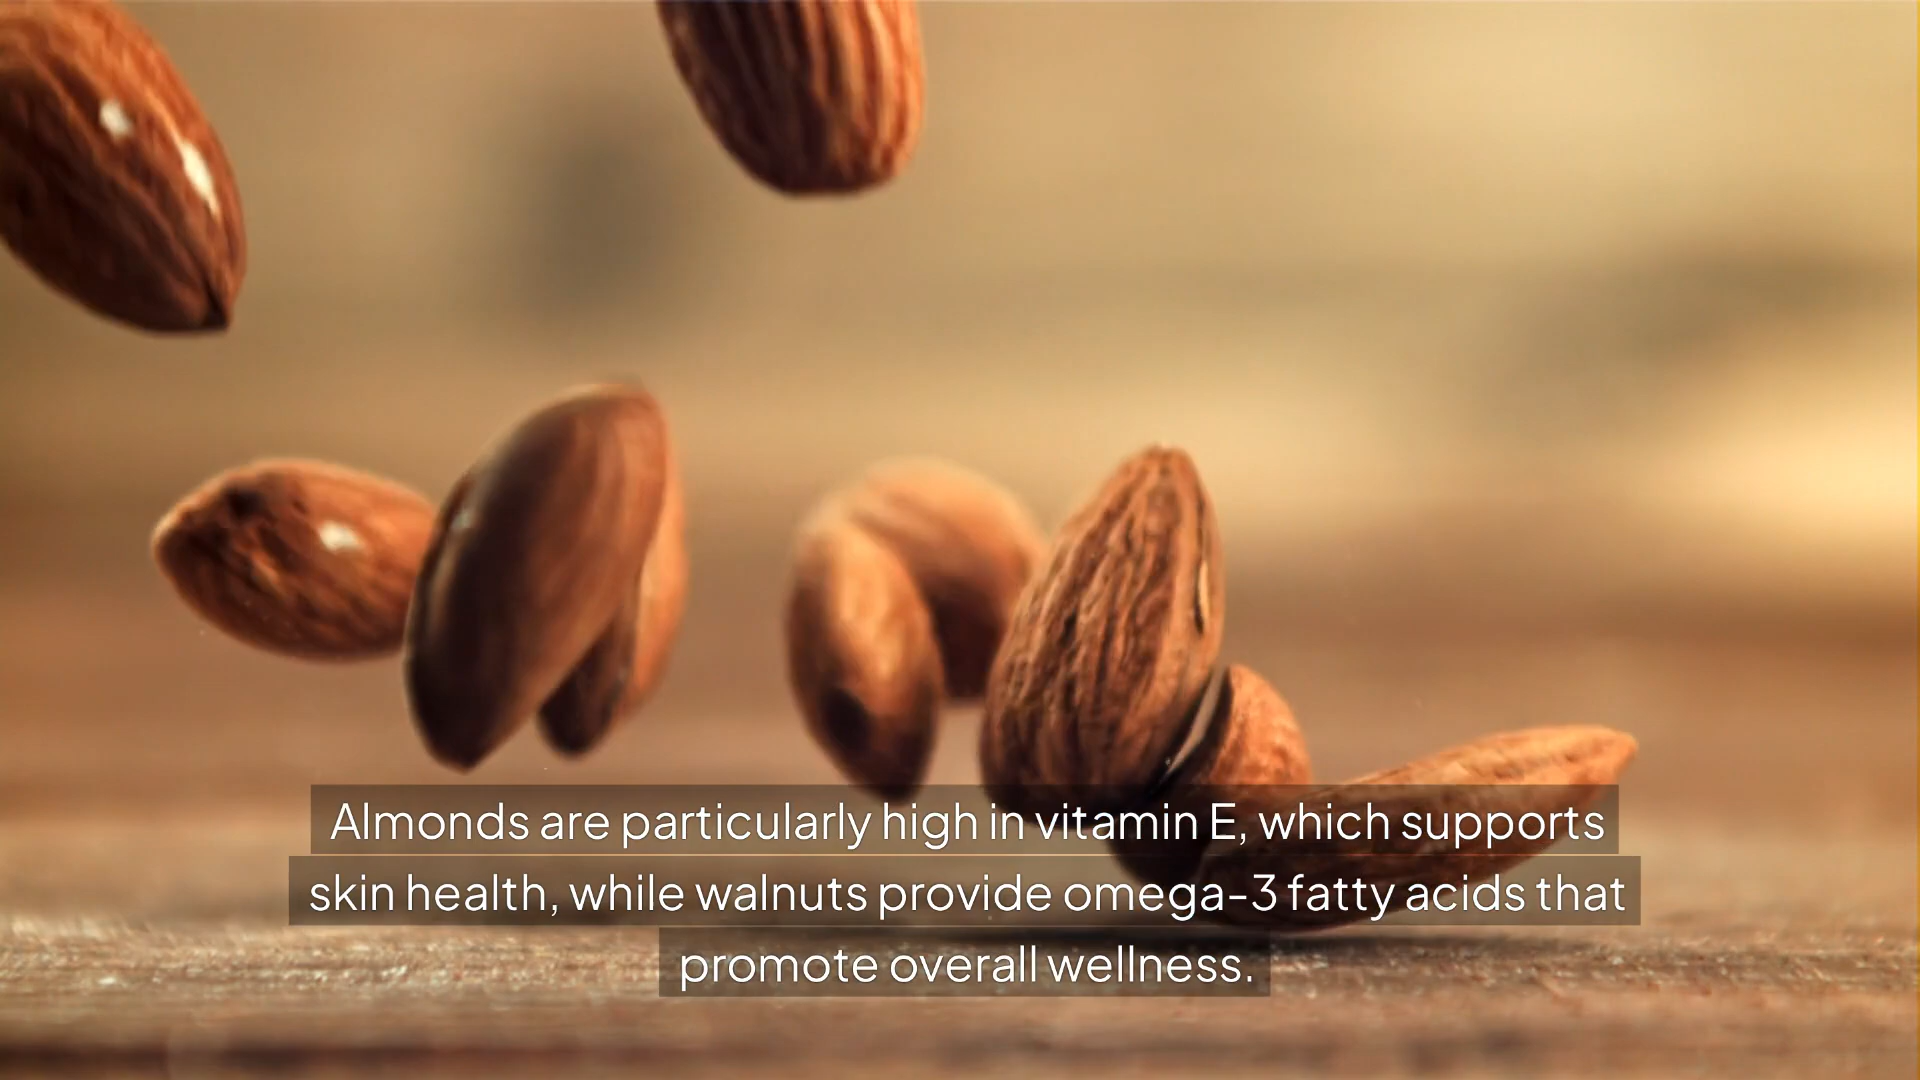 Almonds are particularly high in vitamin E, which supports
skin health, while walnuts provide omega-3 fatty acids that
promote overall wellness.